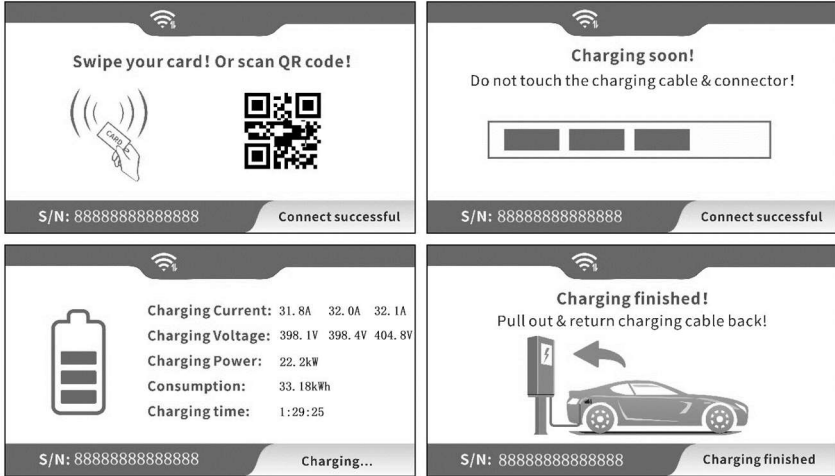 Swipe your card! Or scan QR code!
CARD
S/N: 88888888888888
Connect successful
Charging soon!
Do not touch the charging cable & connector!
S/N: 88888888888888
Connect successful
Charging Current: 31.8A 32.0A 32.1A
Charging Voltage: 398.1V 398.4V 404.8V
Charging Power: 22.2kW
Consumption: 33.18kWh
Charging time: 1:29:25
S/N: 88888888888888
Charging...
Charging finished!
Pull out & return charging cable back!
S/N: 88888888888888
Charging finished